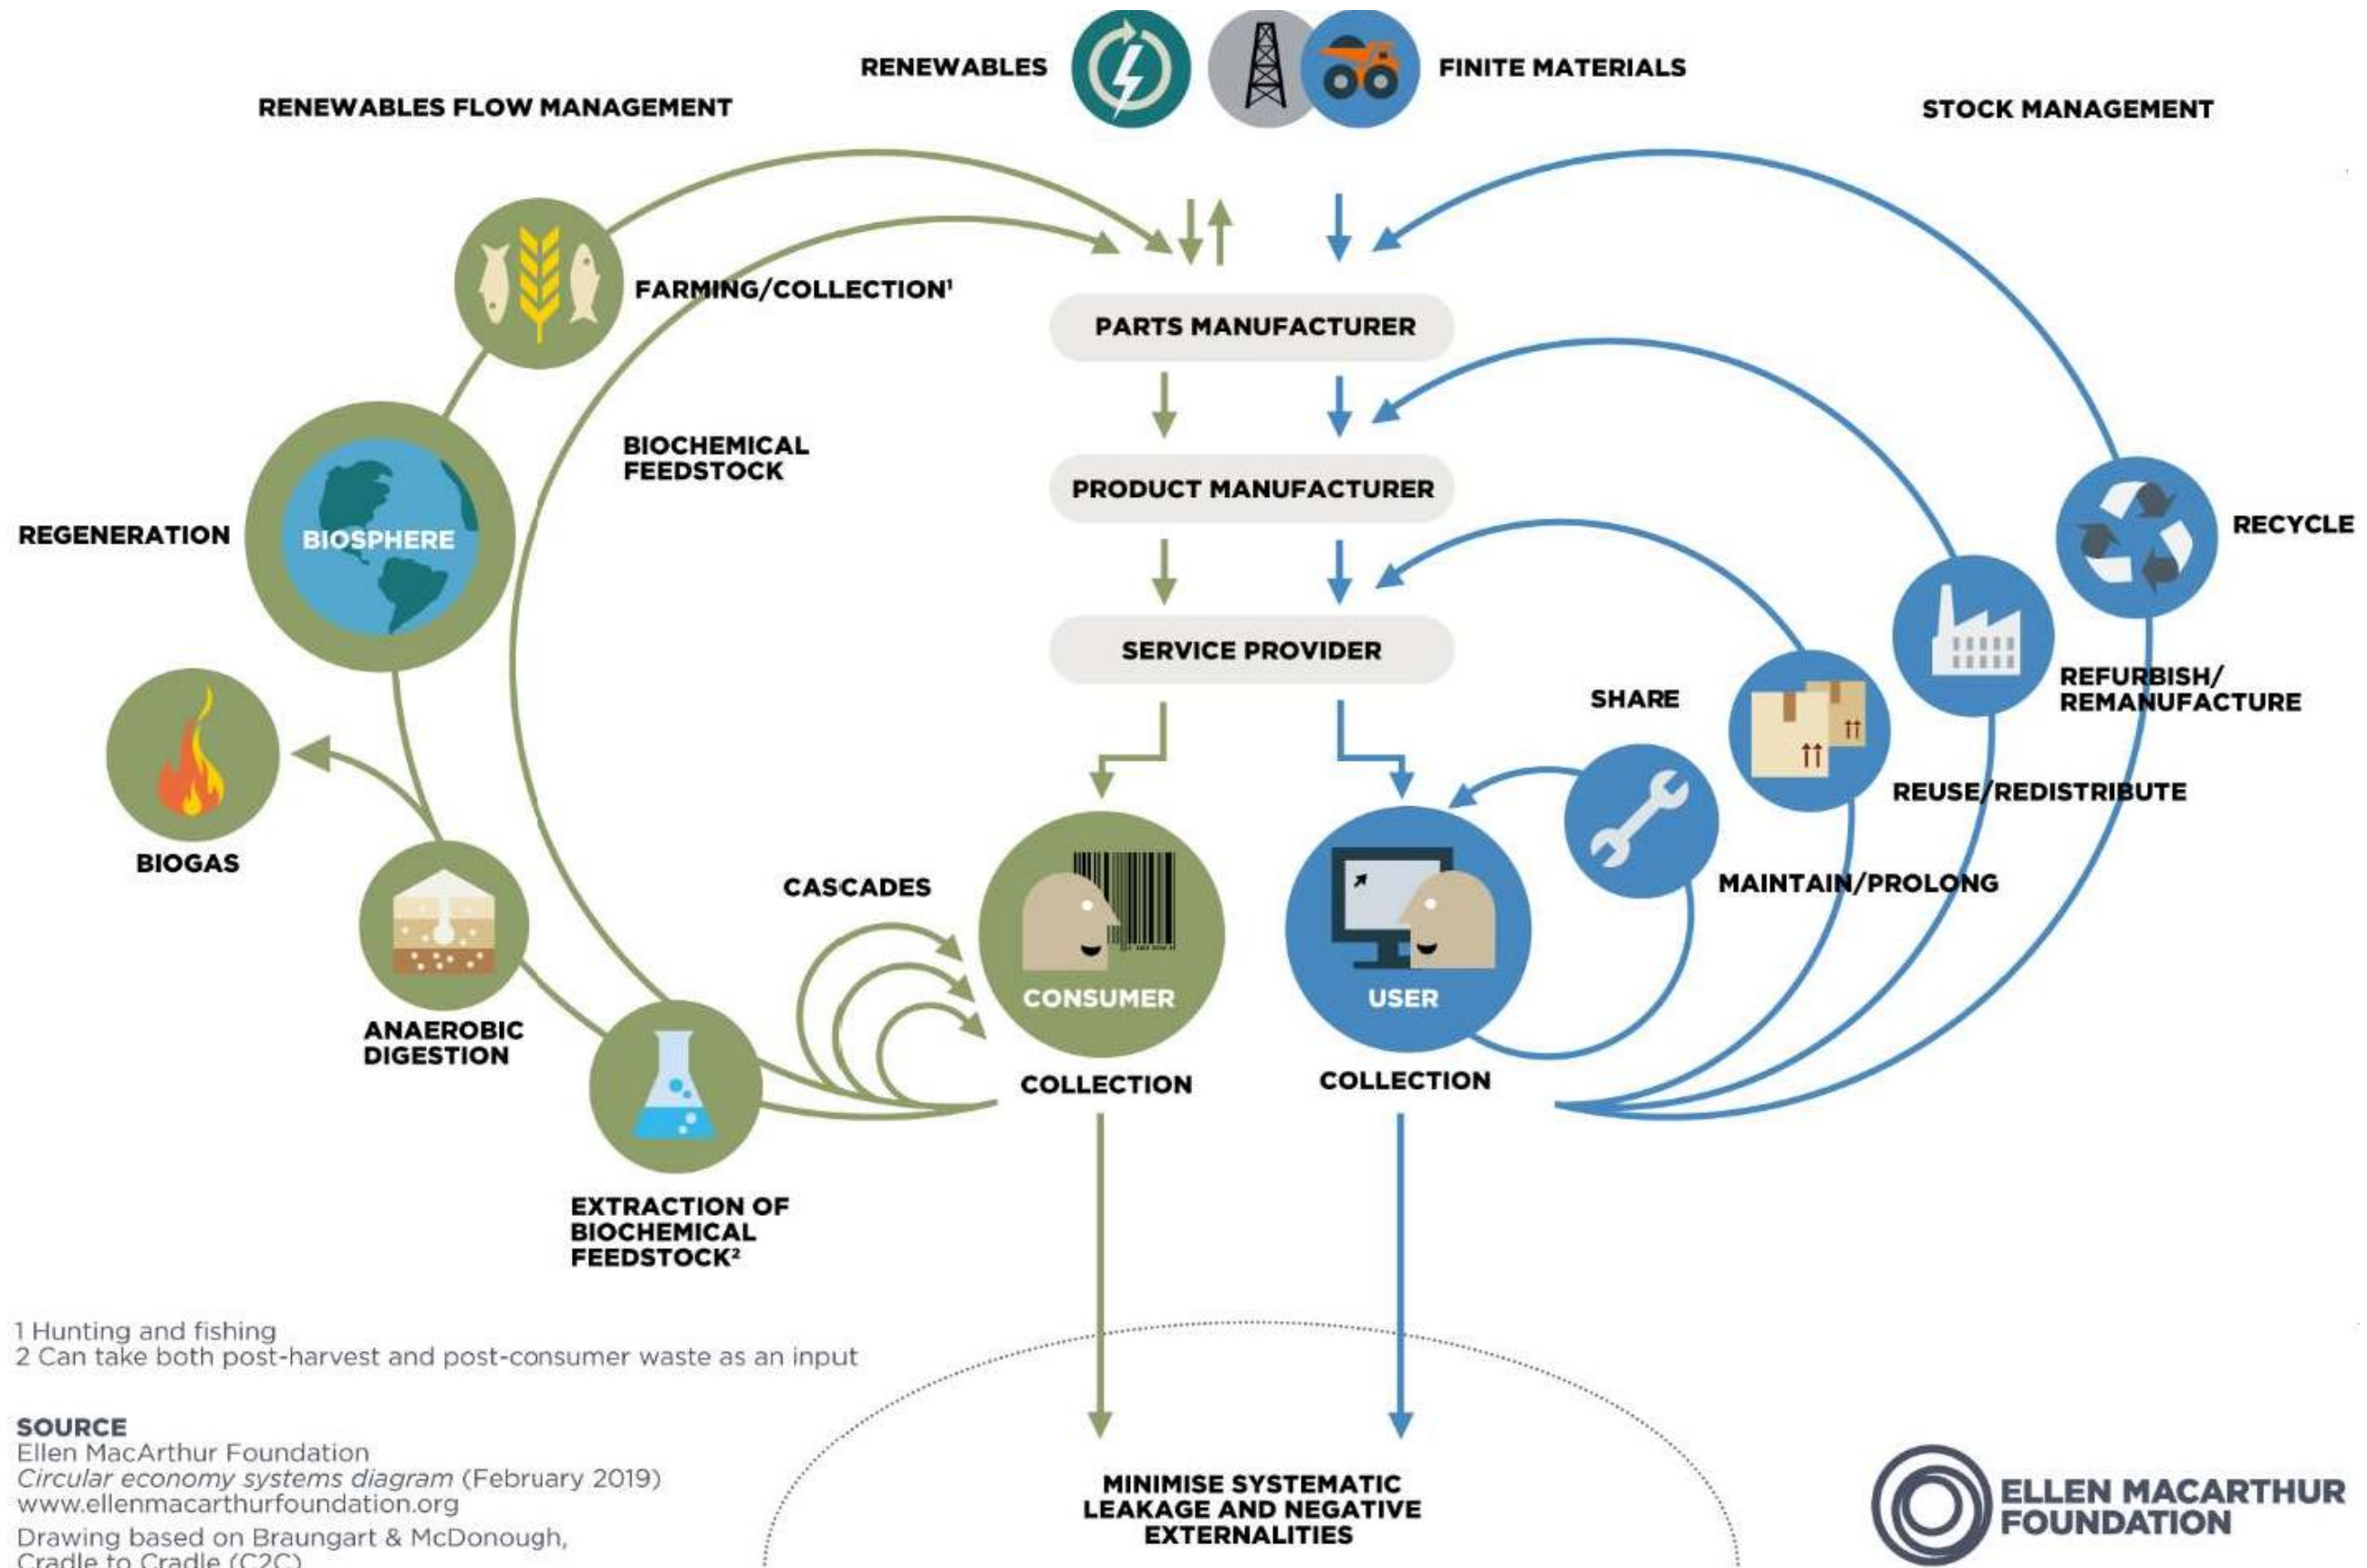 RENEWABLES
FINITE MATERIALS
RENEWABLES FLOW MANAGEMENT
STOCK MANAGEMENT
FARMING/COLLECTION¹
PARTS MANUFACTURER
BIOCHEMICAL
FEEDSTOCK
PRODUCT MANUFACTURER
REGENERATION
BIOSPHERE
RECYCLE
SERVICE PROVIDER
SHARE
REFURBISH/
REMANUFACTURE
REUSE/REDISTRIBUTE
BIOGAS
CASCADES
MAINTAIN/PROLONG
CONSUMER
USER
ANAEROBIC
DIGESTION
COLLECTION
COLLECTION
EXTRACTION OF
BIOCHEMICAL
FEEDSTOCK²
1 Hunting and fishing
2 Can take both post-harvest and post-consumer waste as an input
SOURCE
Ellen MacArthur Foundation
Circular economy systems diagram (February 2019)
www.ellenmacarthurfoundation.org
Drawing based on Braungart & McDonough,
Cradle to Cradle (C2C)
MINIMISE SYSTEMATIC
LEAKAGE AND NEGATIVE
EXTERNALITIES
ELLEN MACARTHUR
FOUNDATION